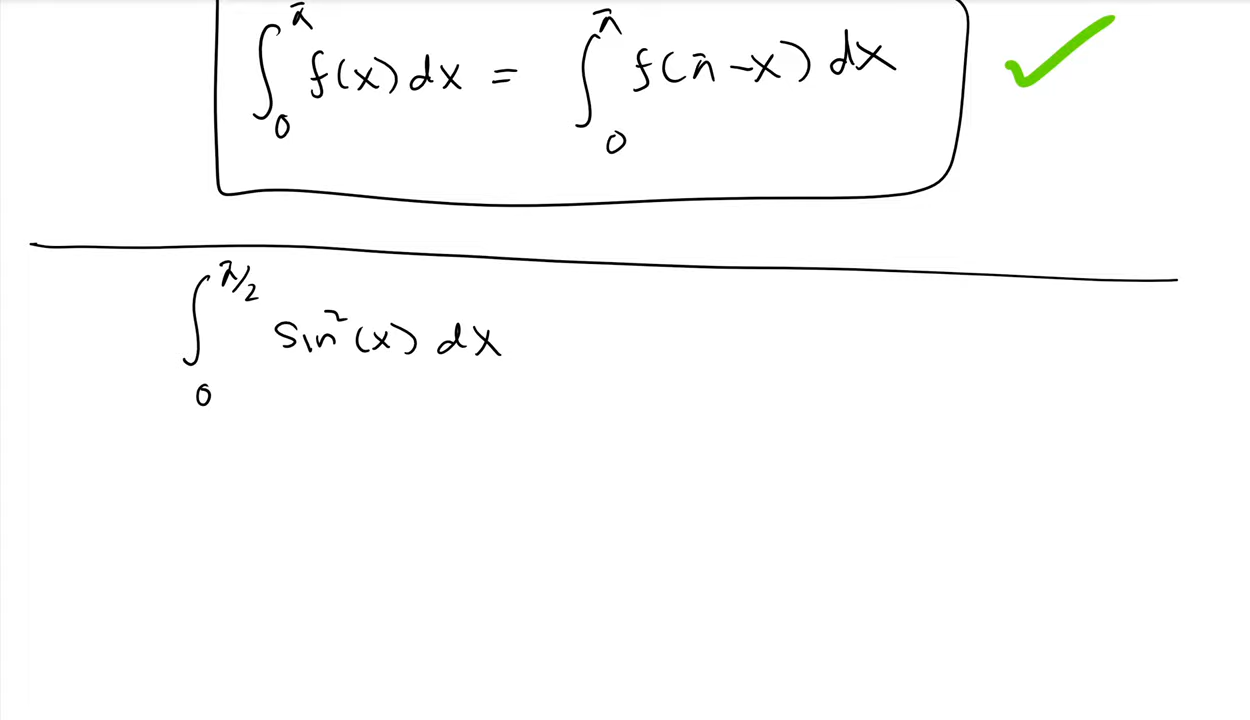 ∫₀^π f(x) dx = ∫₀^π f(π - x) dx
∫₀^π/2 sin²(x) dx